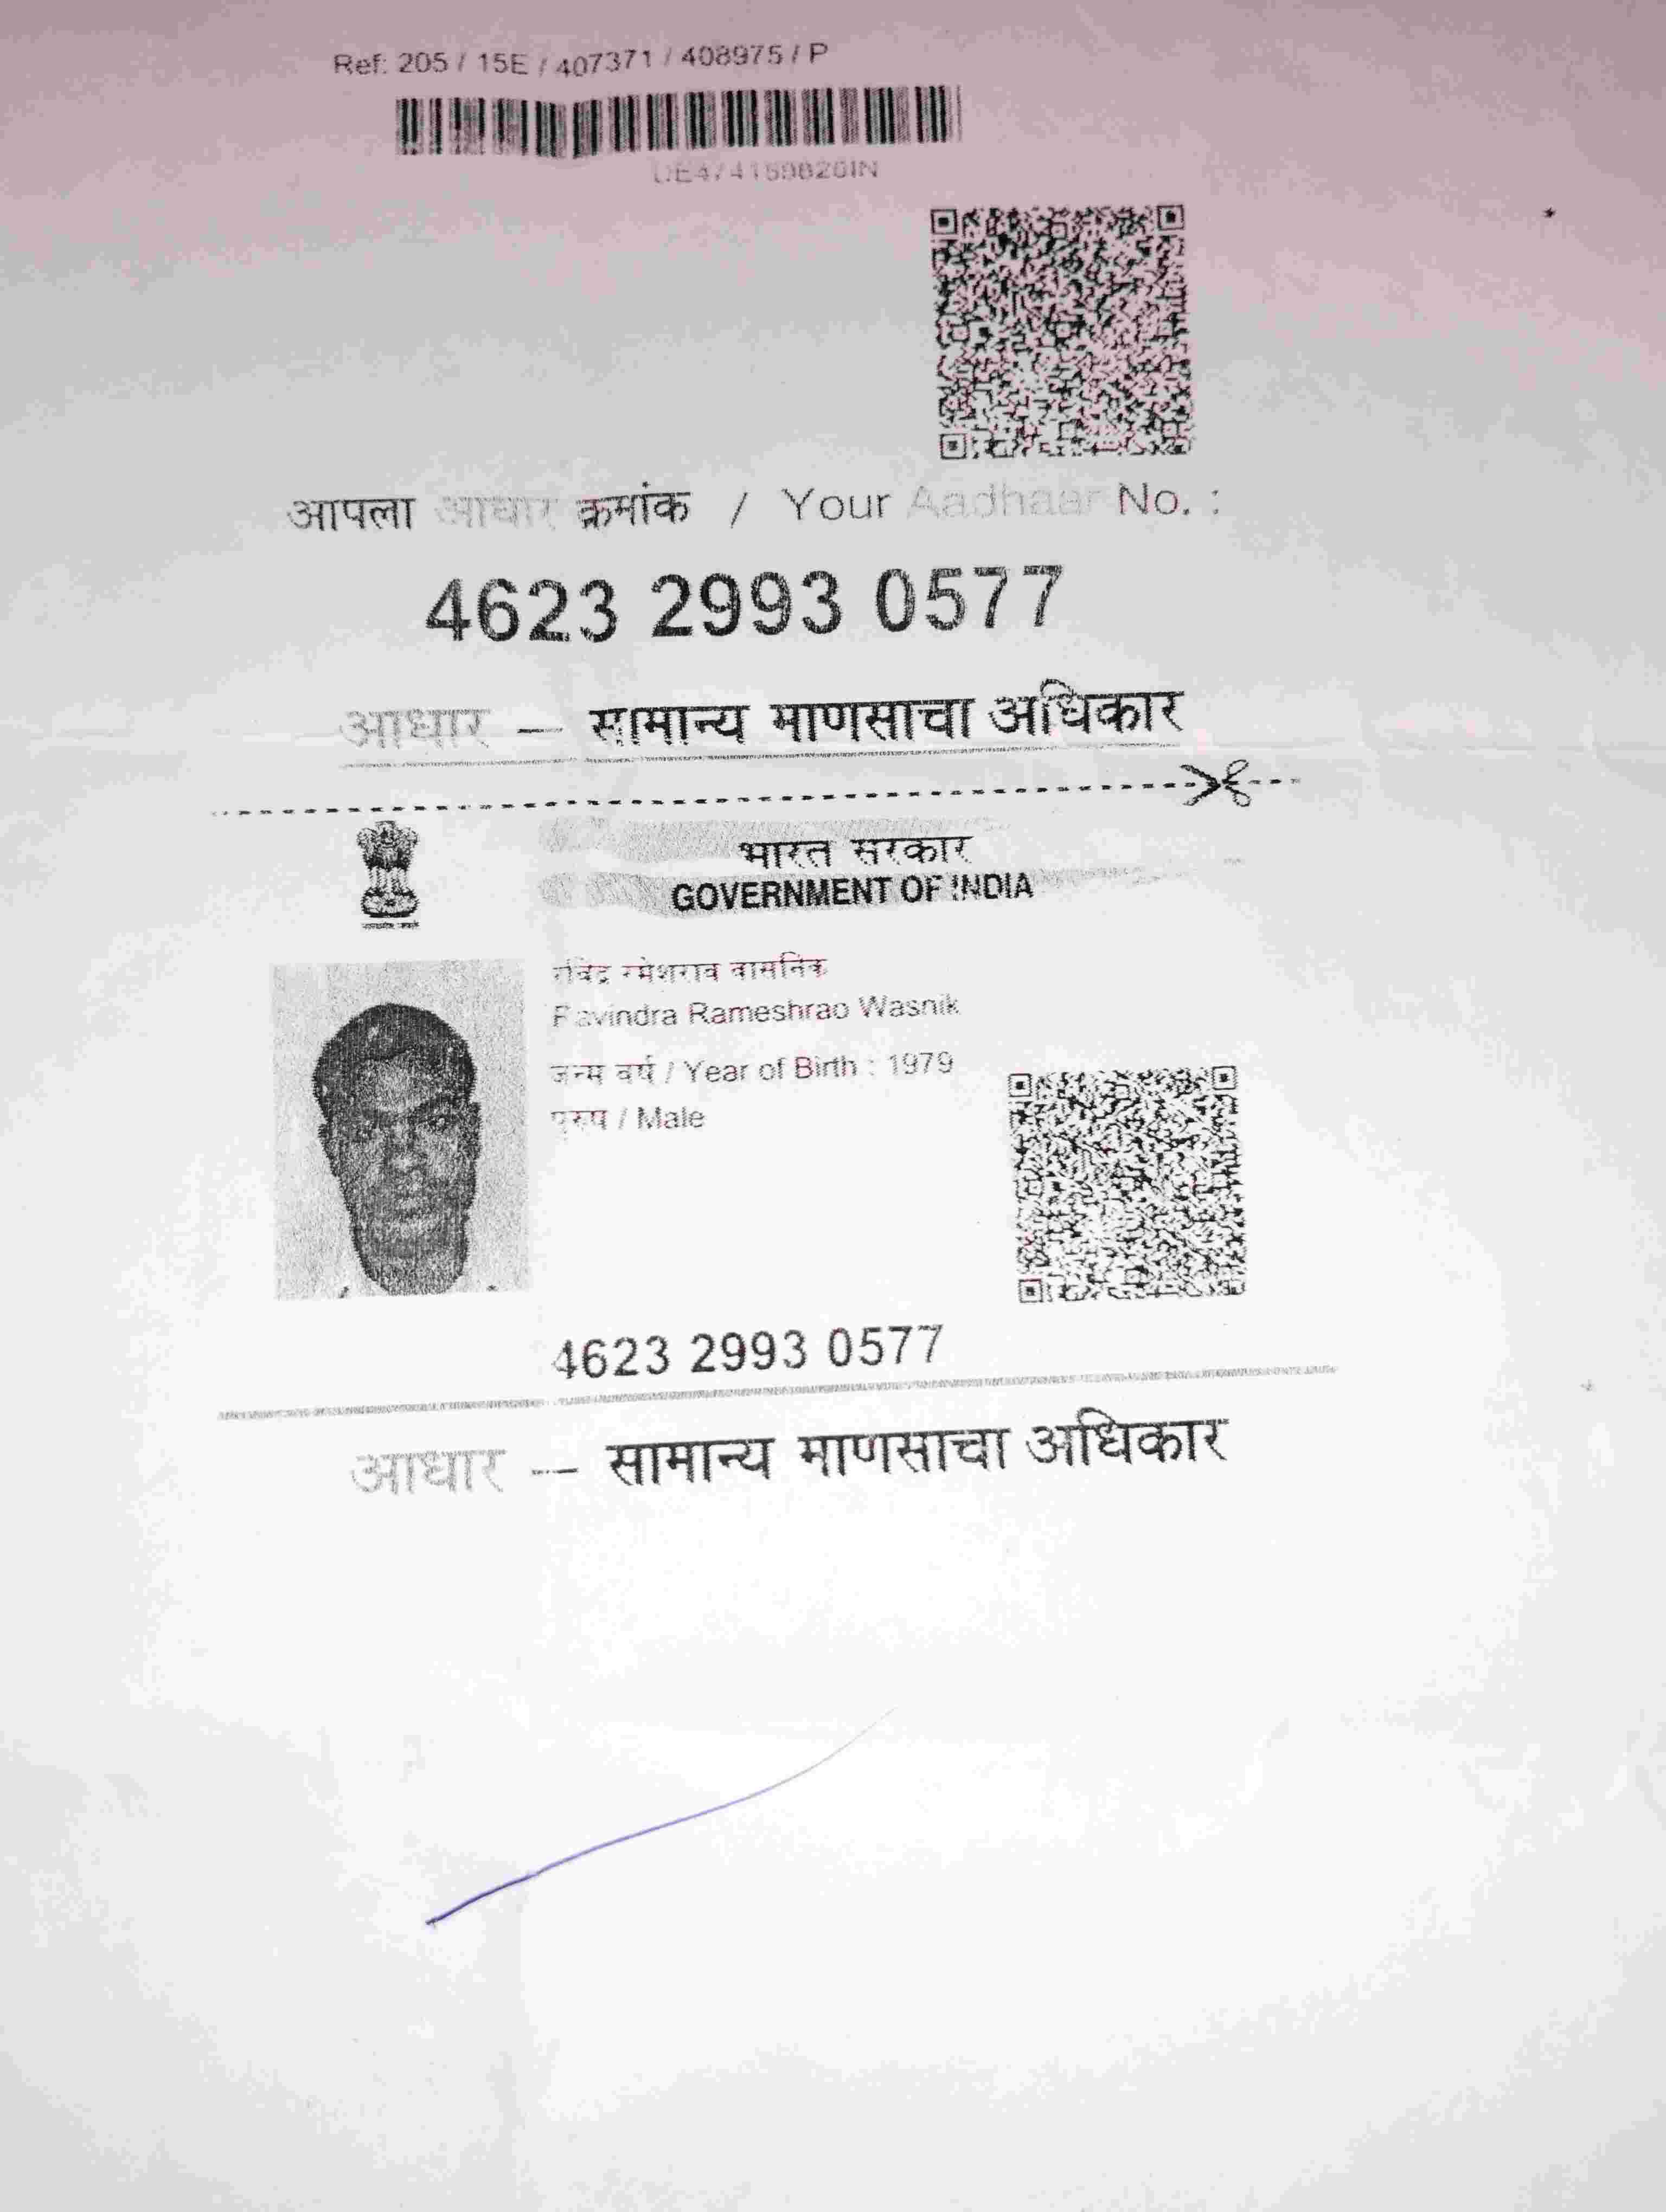 Ref: 205 / 15E / 407371 / 408975 / P
आपला आधार क्रमांक / Your Aadhaar No. :
4623 2993 0577
आधार — सामान्य माणसाचा अधिकार
भारत सरकार
GOVERNMENT OF INDIA
रविंद्र रमेशराव वासनिक
Ravindra Rameshrao Wasnik
जन्म वर्ष / Year of Birth : 1979
पुरुष / Male
4623 2993 0577
आधार — सामान्य माणसाचा अधिकार